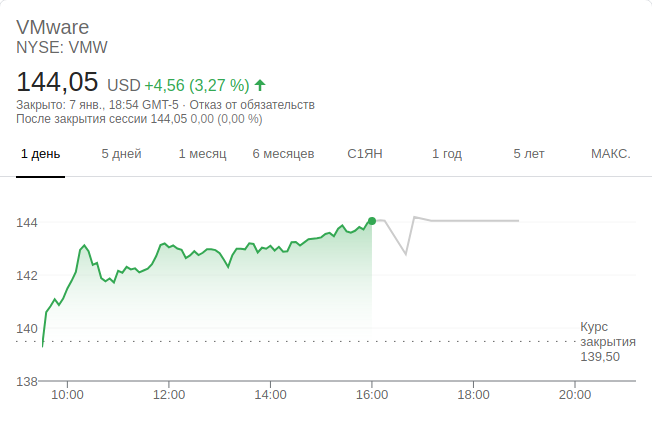 VMware
NYSE: VMW
144,05 USD +4,56 (3,27 %)
Закрыто: 7 янв., 18:54 GMT-5 · Отказ от обязательств
После закрытия сессии 144,05 0,00 (0,00 %)
1 день 5 дней 1 месяц 6 месяцев С1ЯН 1 год 5 лет МАКС.
144
142
140
Курс
закрытия
139,50
138
10:00 12:00 14:00 16:00 18:00 20:00